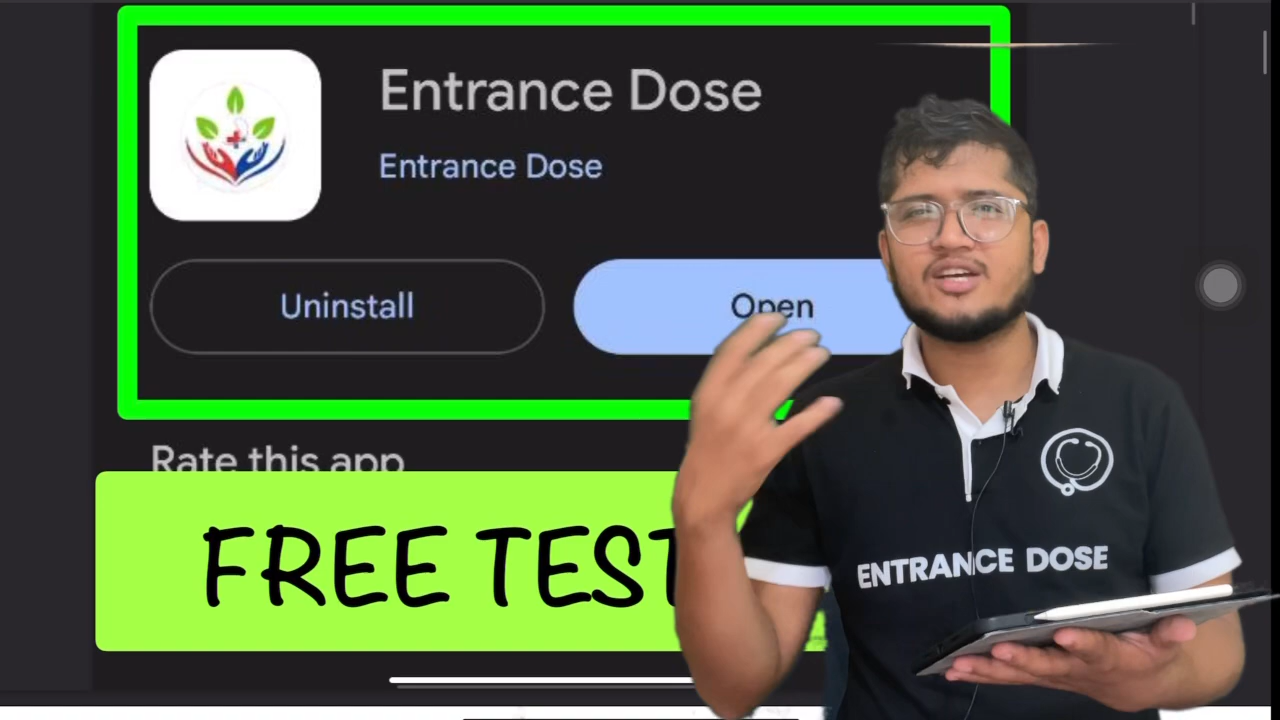 Entrance Dose
Entrance Dose
Uninstall
Open
Rate this app
FREE TEST
ENTRANCE DOSE